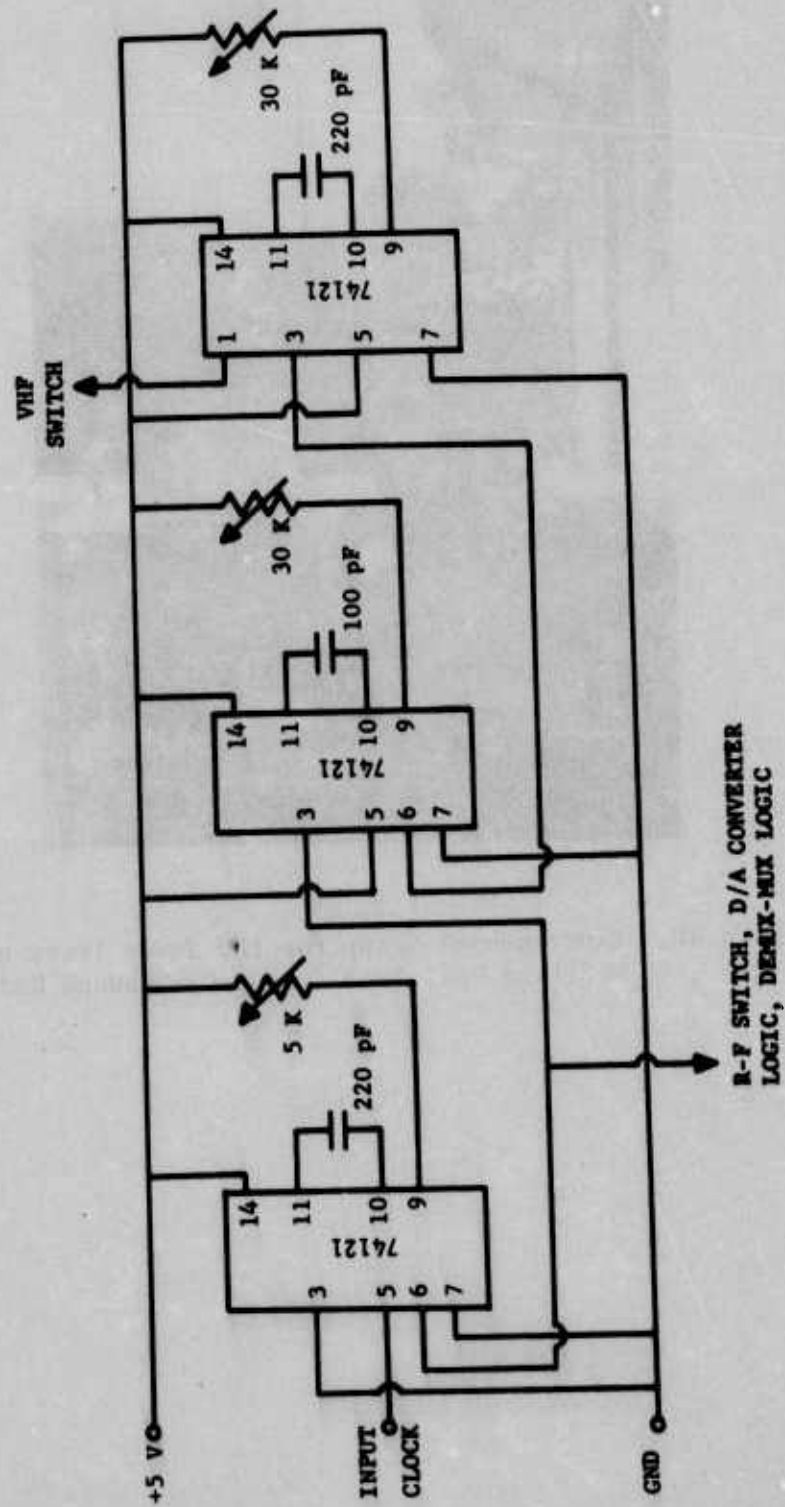 +5 V
INPUT
CLOCK
GND
74121
3
5
6
7
14
11
10
9
220 pF
5 K
74121
3
5
6
7
14
11
10
9
100 pF
30 K
R-F SWITCH, D/A CONVERTER
LOGIC, DEMUX-MUX LOGIC
VHF
SWITCH
74121
1
3
5
7
14
11
10
9
220 pF
30 K